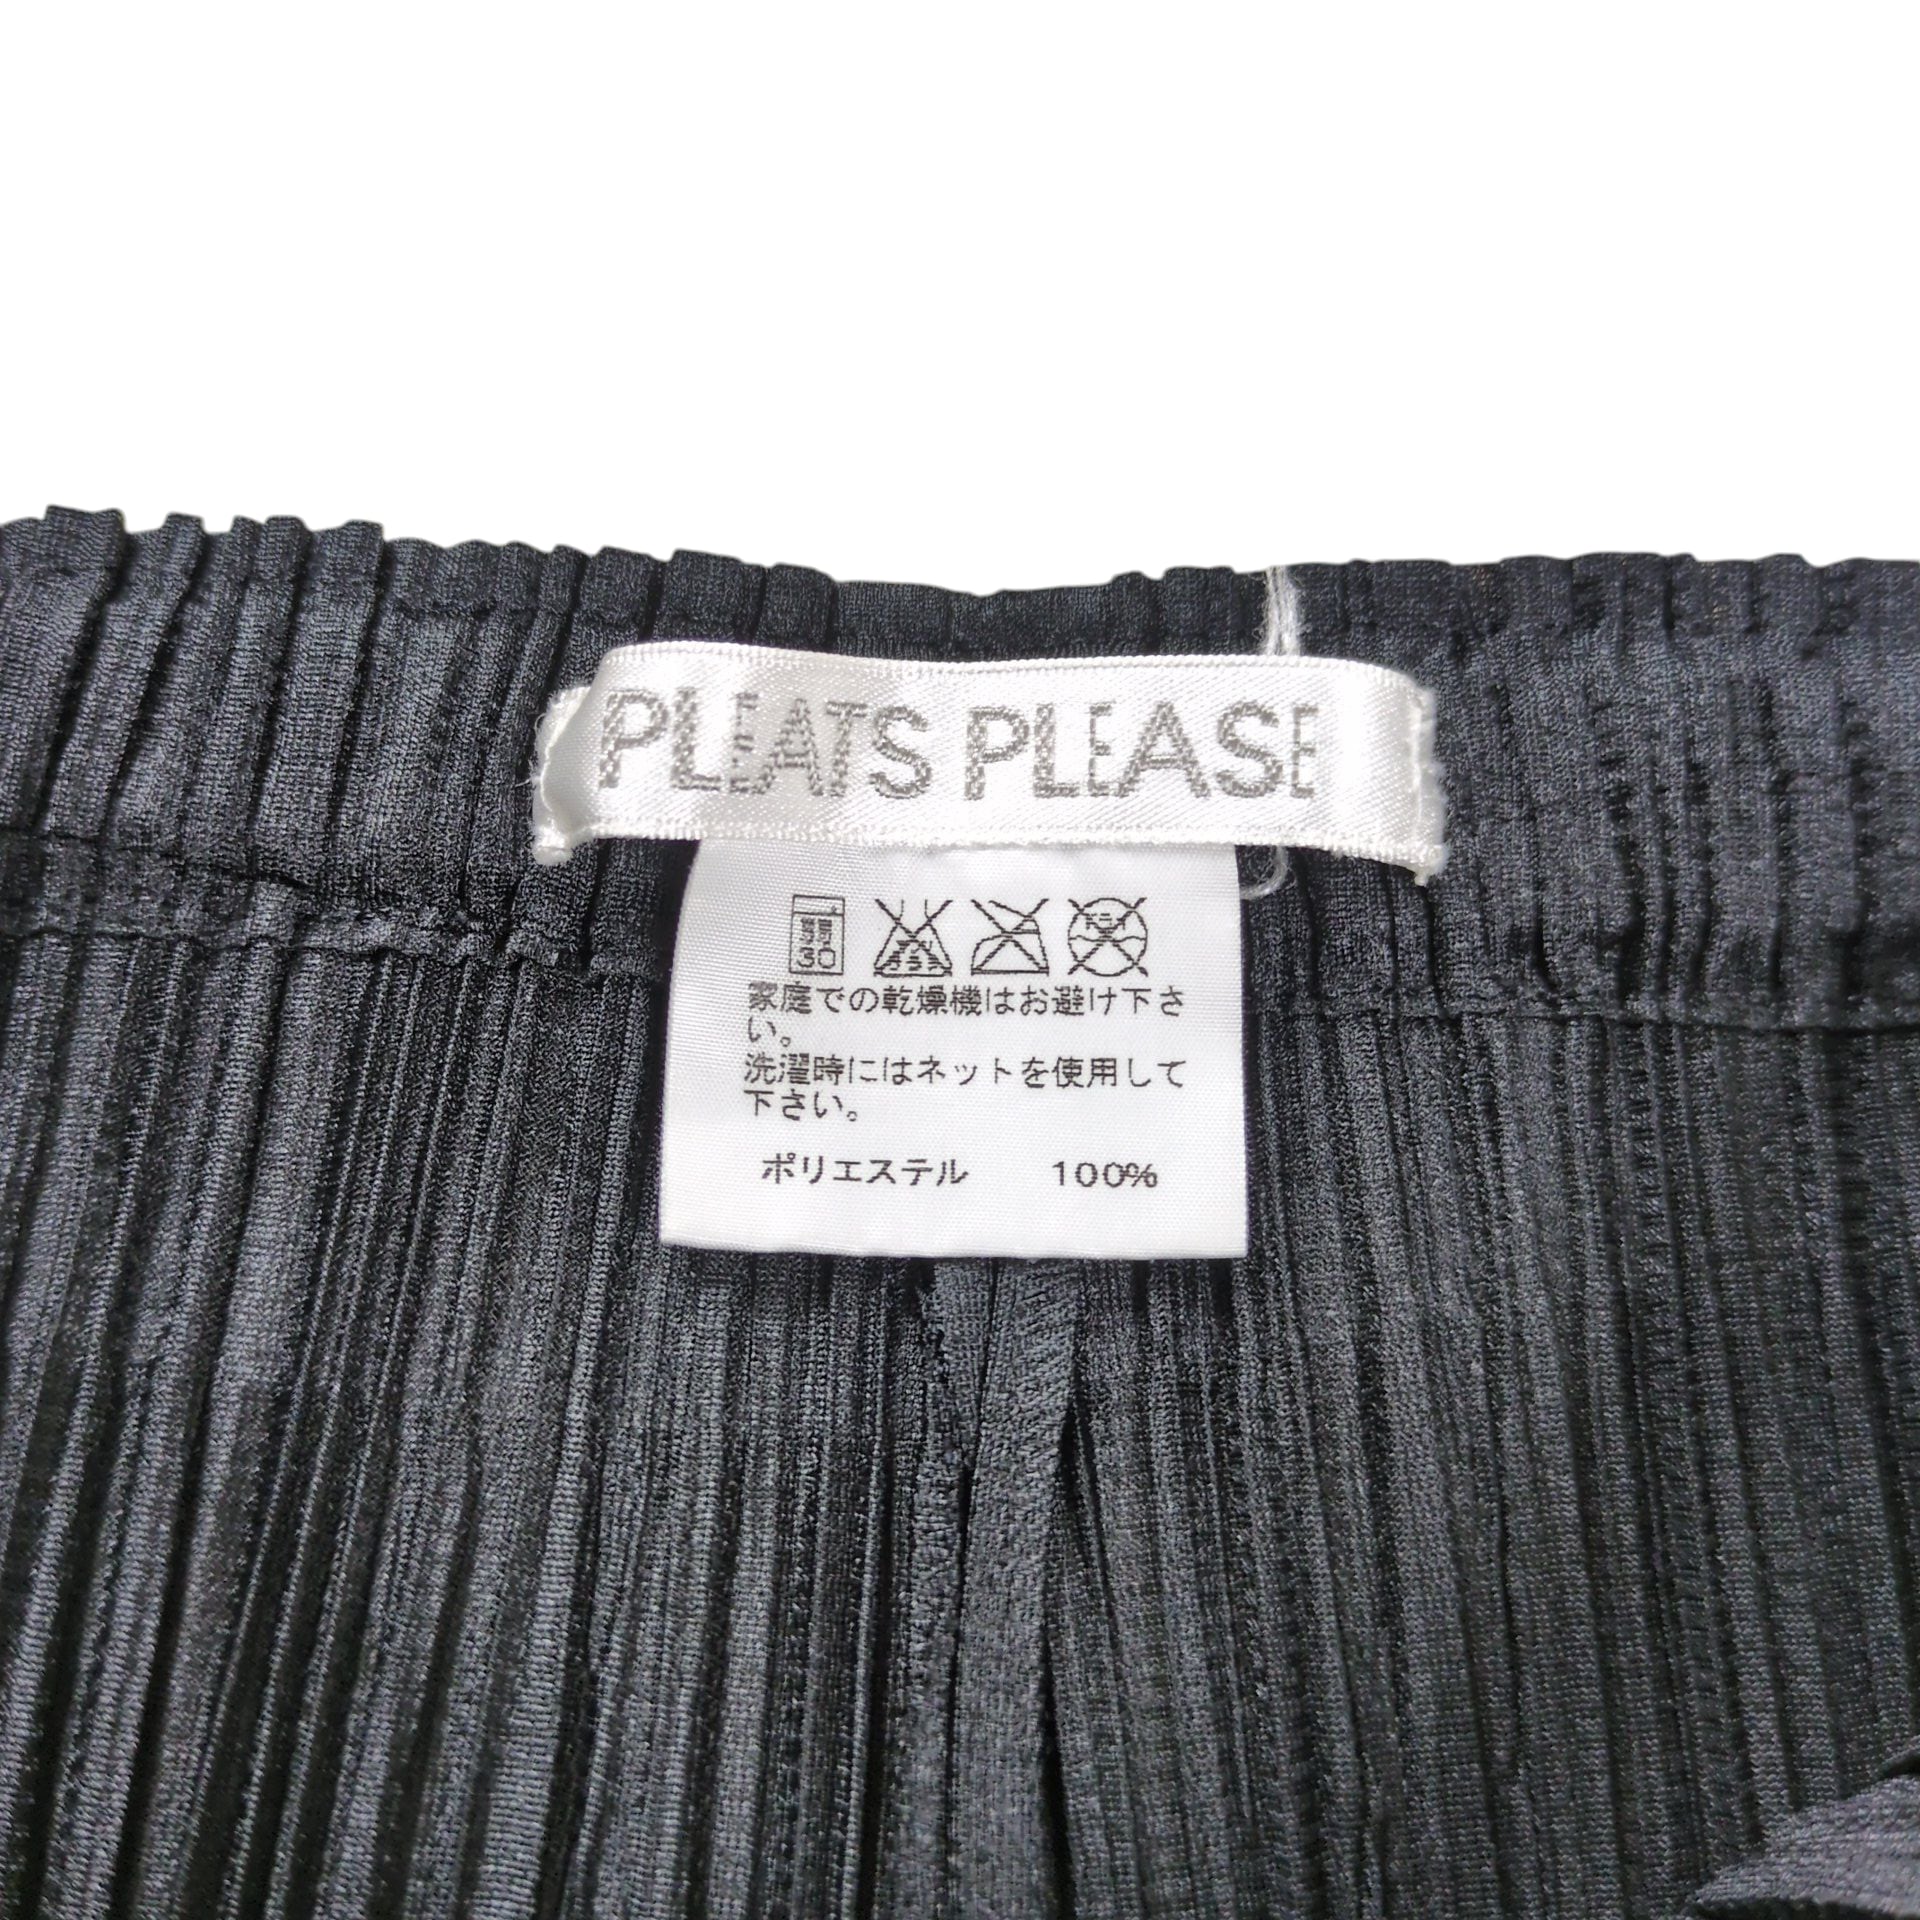 PLEATS PLEASE
30
家庭での乾燥機はお避け下さ
い。
洗濯時にはネットを使用して
下さい。
ポリエステル 100%